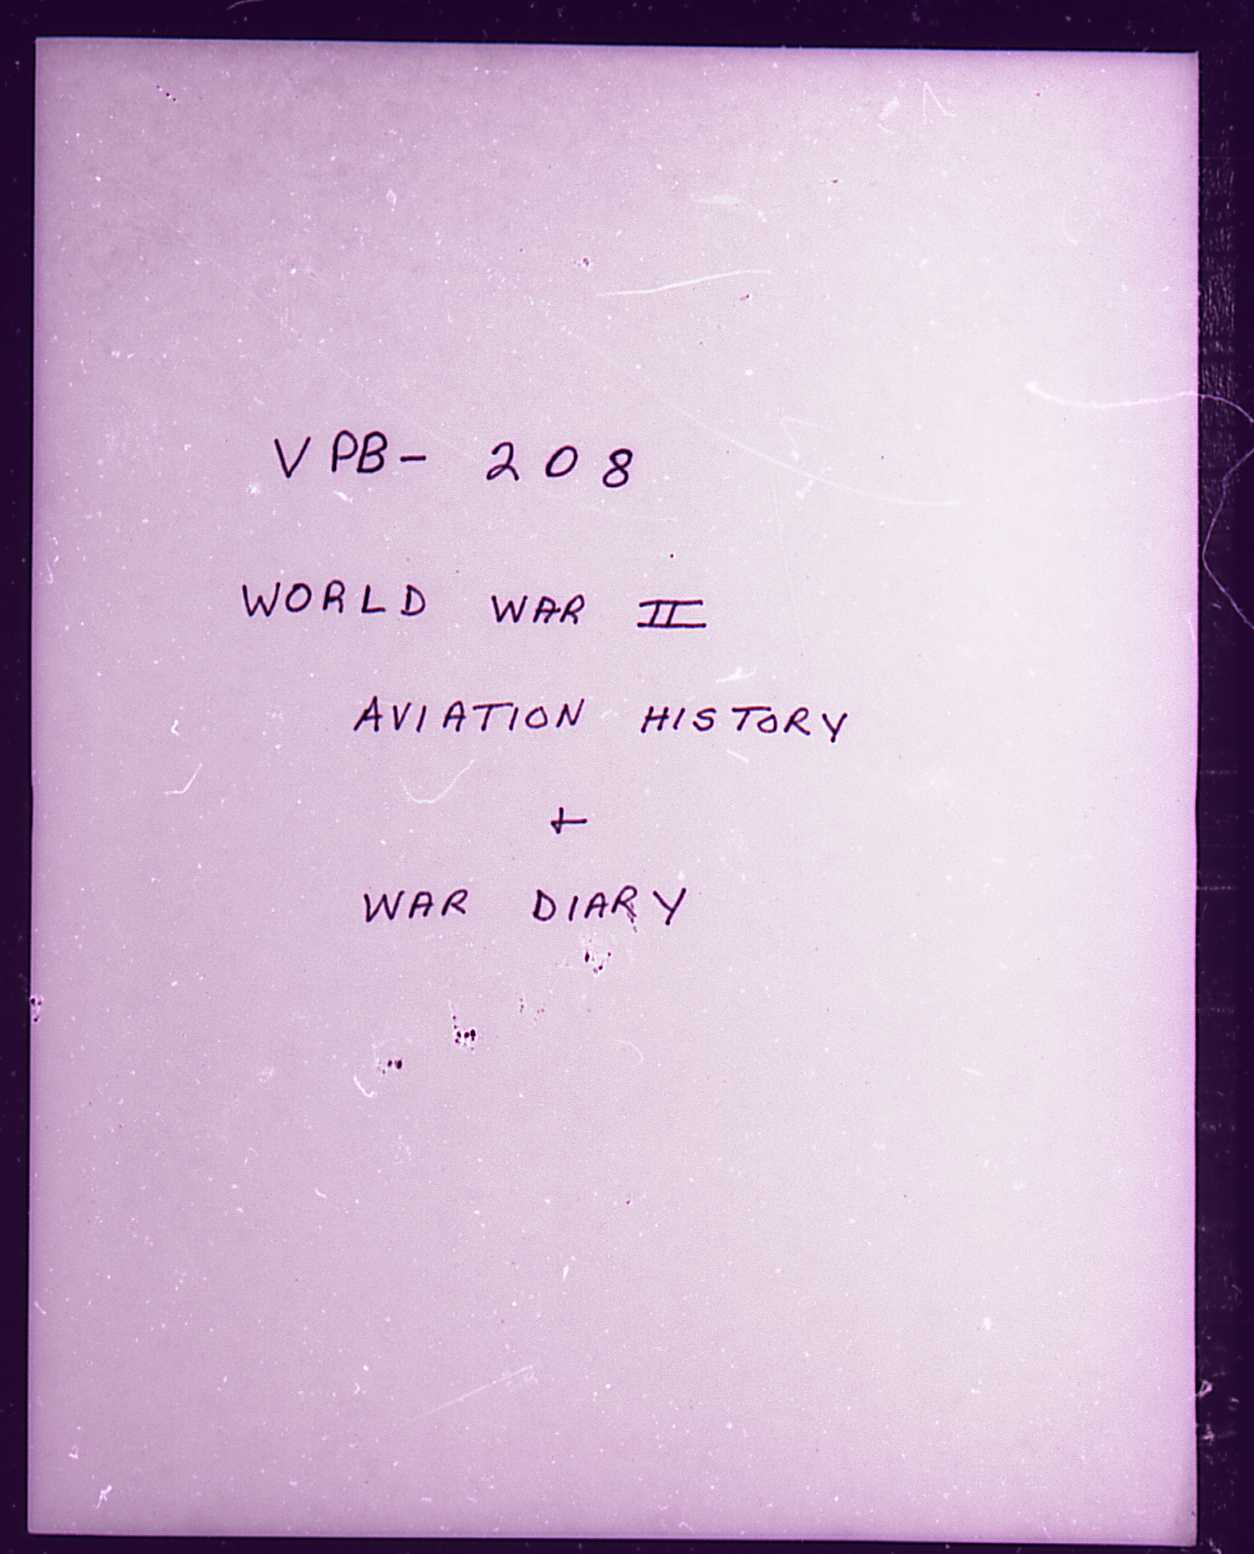 VPB- 208
WORLD WAR II
AVIATION HISTORY
+
WAR DIARY